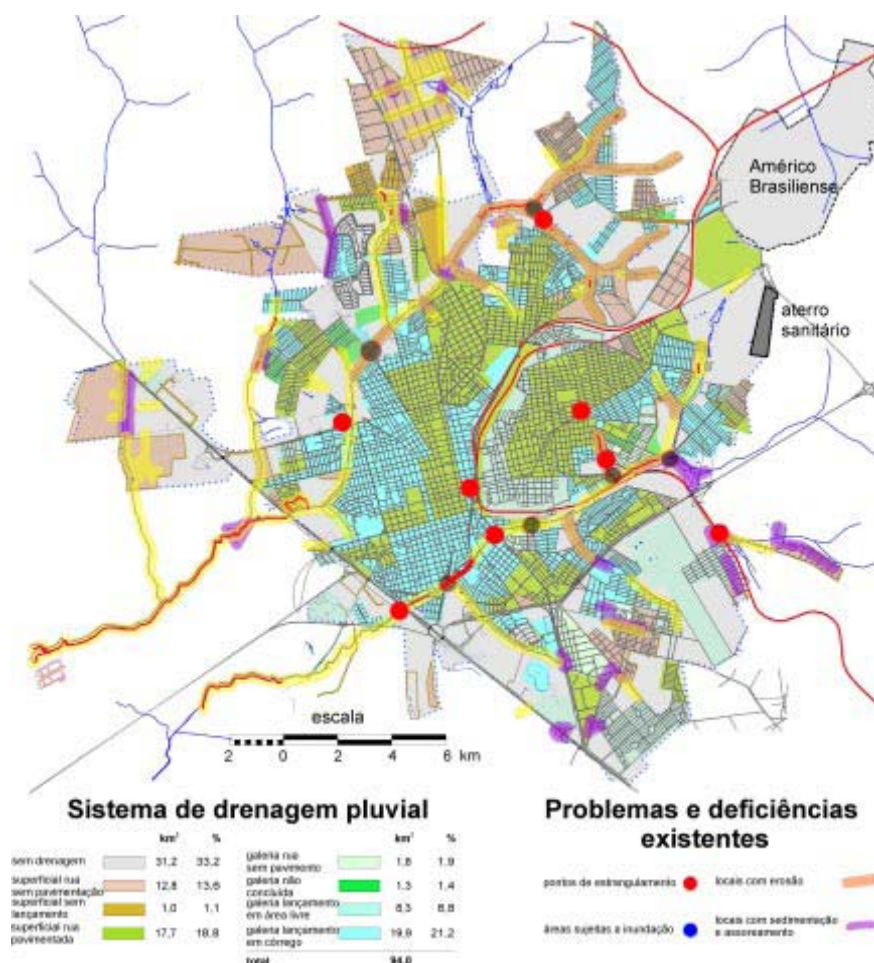 Américo
Brasiliense
aterro
sanitário
escala
2 0 2 4 6 km
Sistema de drenagem pluvial
km² %
sem drenagem 31,2 33,2
superficial rua
sem pavimentação 12,8 13,6
superficial sem
lançamento 1,0 1,1
superficial rua
pavimentada 17,7 18,8
km² %
galeria rua
sem pavimento 1,8 1,9
galeria não
concluída 1,3 1,4
galeria lançamento
em área livre 8,3 8,8
galeria lançamento
em córrego 19,9 21,2
total 94,0
Problemas e deficiências
existentes
pontos de estrangulamento
locais com erosão
áreas sujeitas a inundação
locais com sedimentação
e assoreamento